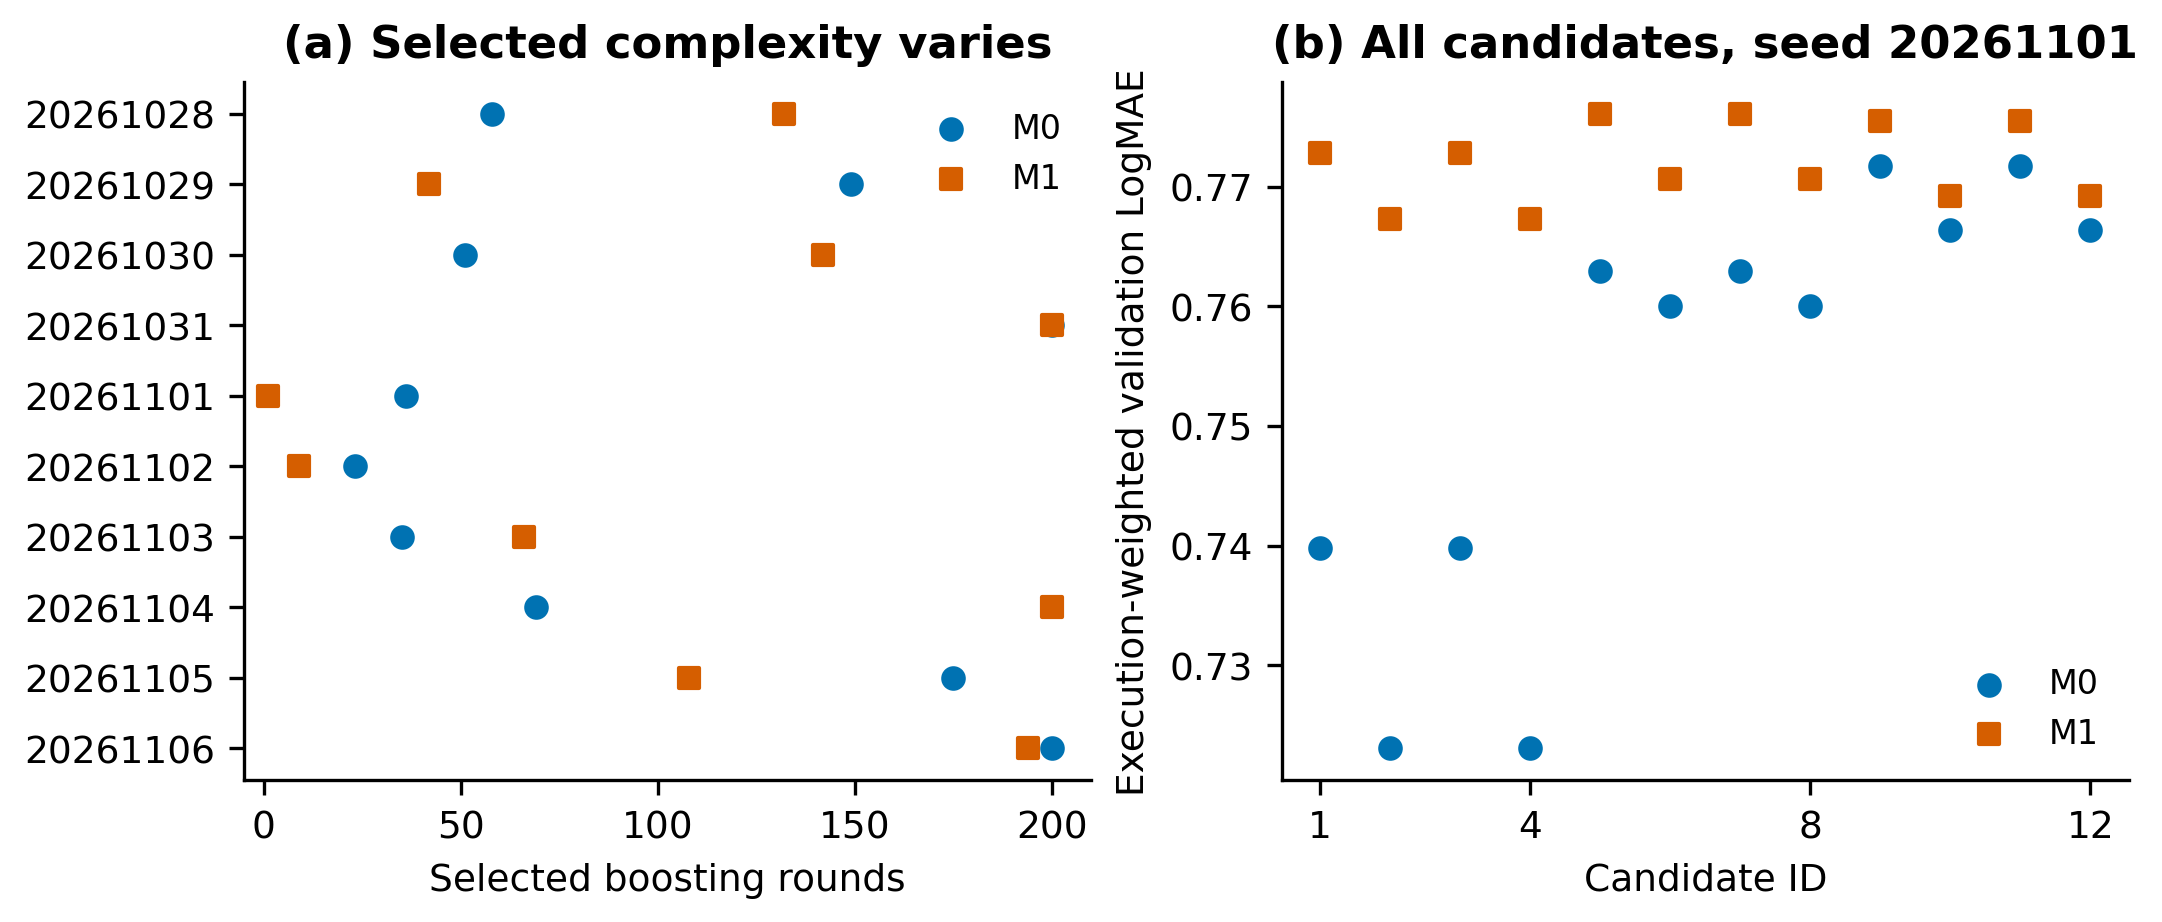 (a) Selected complexity varies
20261028
20261029
20261030
20261031
20261101
20261102
20261103
20261104
20261105
20261106
0 50 100 150 200
Selected boosting rounds
M0
M1
(b) All candidates, seed 20261101
Execution-weighted validation LogMAE
0.77
0.76
0.75
0.74
0.73
1 4 8 12
Candidate ID
M0
M1